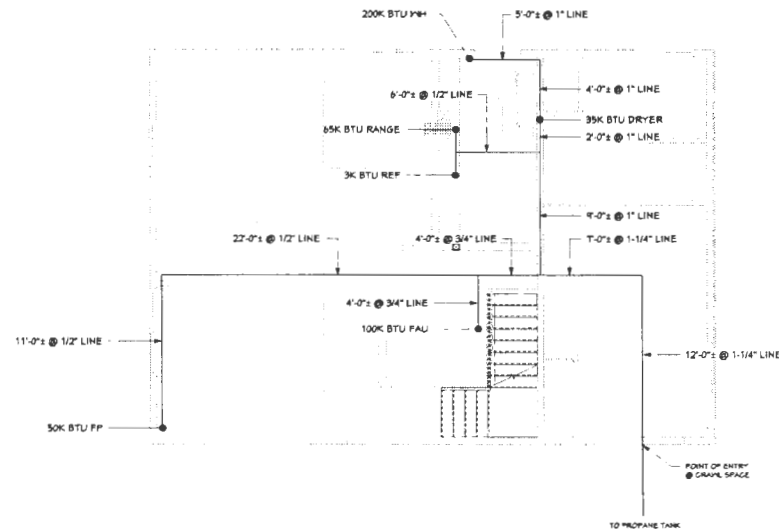 200K BTU WH
5'-0"± @ 1" LINE
6'-0"± @ 1/2" LINE
4'-0"± @ 1" LINE
65K BTU RANGE
35K BTU DRYER
2'-0"± @ 1" LINE
3K BTU REF
9'-0"± @ 1" LINE
22'-0"± @ 1/2" LINE
4'-0"± @ 3/4" LINE
7'-0"± @ 1-1/4" LINE
4'-0"± @ 3/4" LINE
100K BTU FAU
11'-0"± @ 1/2" LINE
12'-0"± @ 1-1/4" LINE
30K BTU FP
POINT OF ENTRY
@ CRAWL SPACE
TO PROPANE TANK